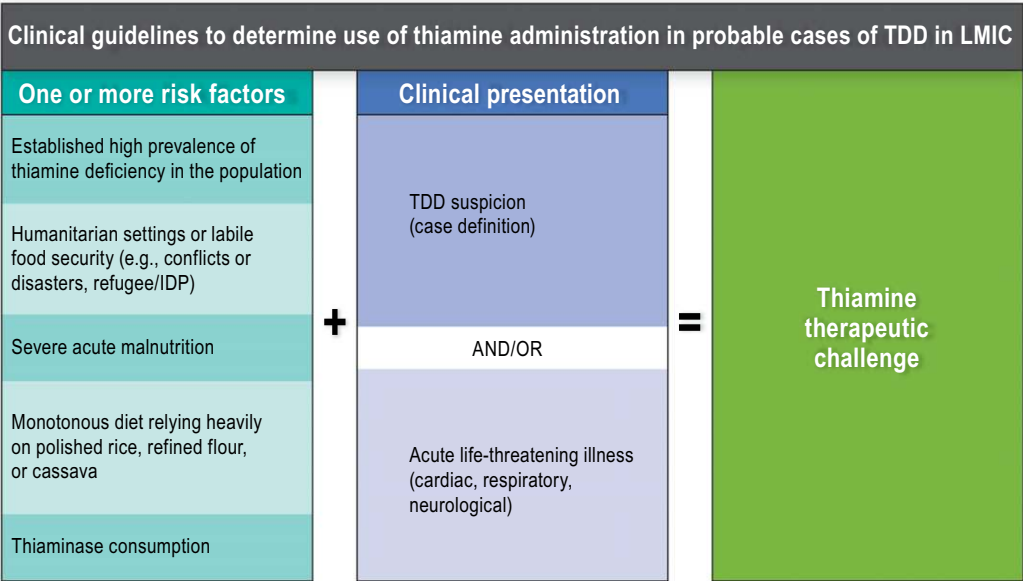 Clinical guidelines to determine use of thiamine administration in probable cases of TDD in LMIC
One or more risk factors
Established high prevalence of
thiamine deficiency in the population
Humanitarian settings or labile
food security (e.g., conflicts or
disasters, refugee/IDP)
Severe acute malnutrition
Monotonous diet relying heavily
on polished rice, refined flour,
or cassava
Thiaminase consumption
+
Clinical presentation
TDD suspicion
(case definition)
AND/OR
Acute life-threatening illness
(cardiac, respiratory,
neurological)
=
Thiamine
therapeutic
challenge